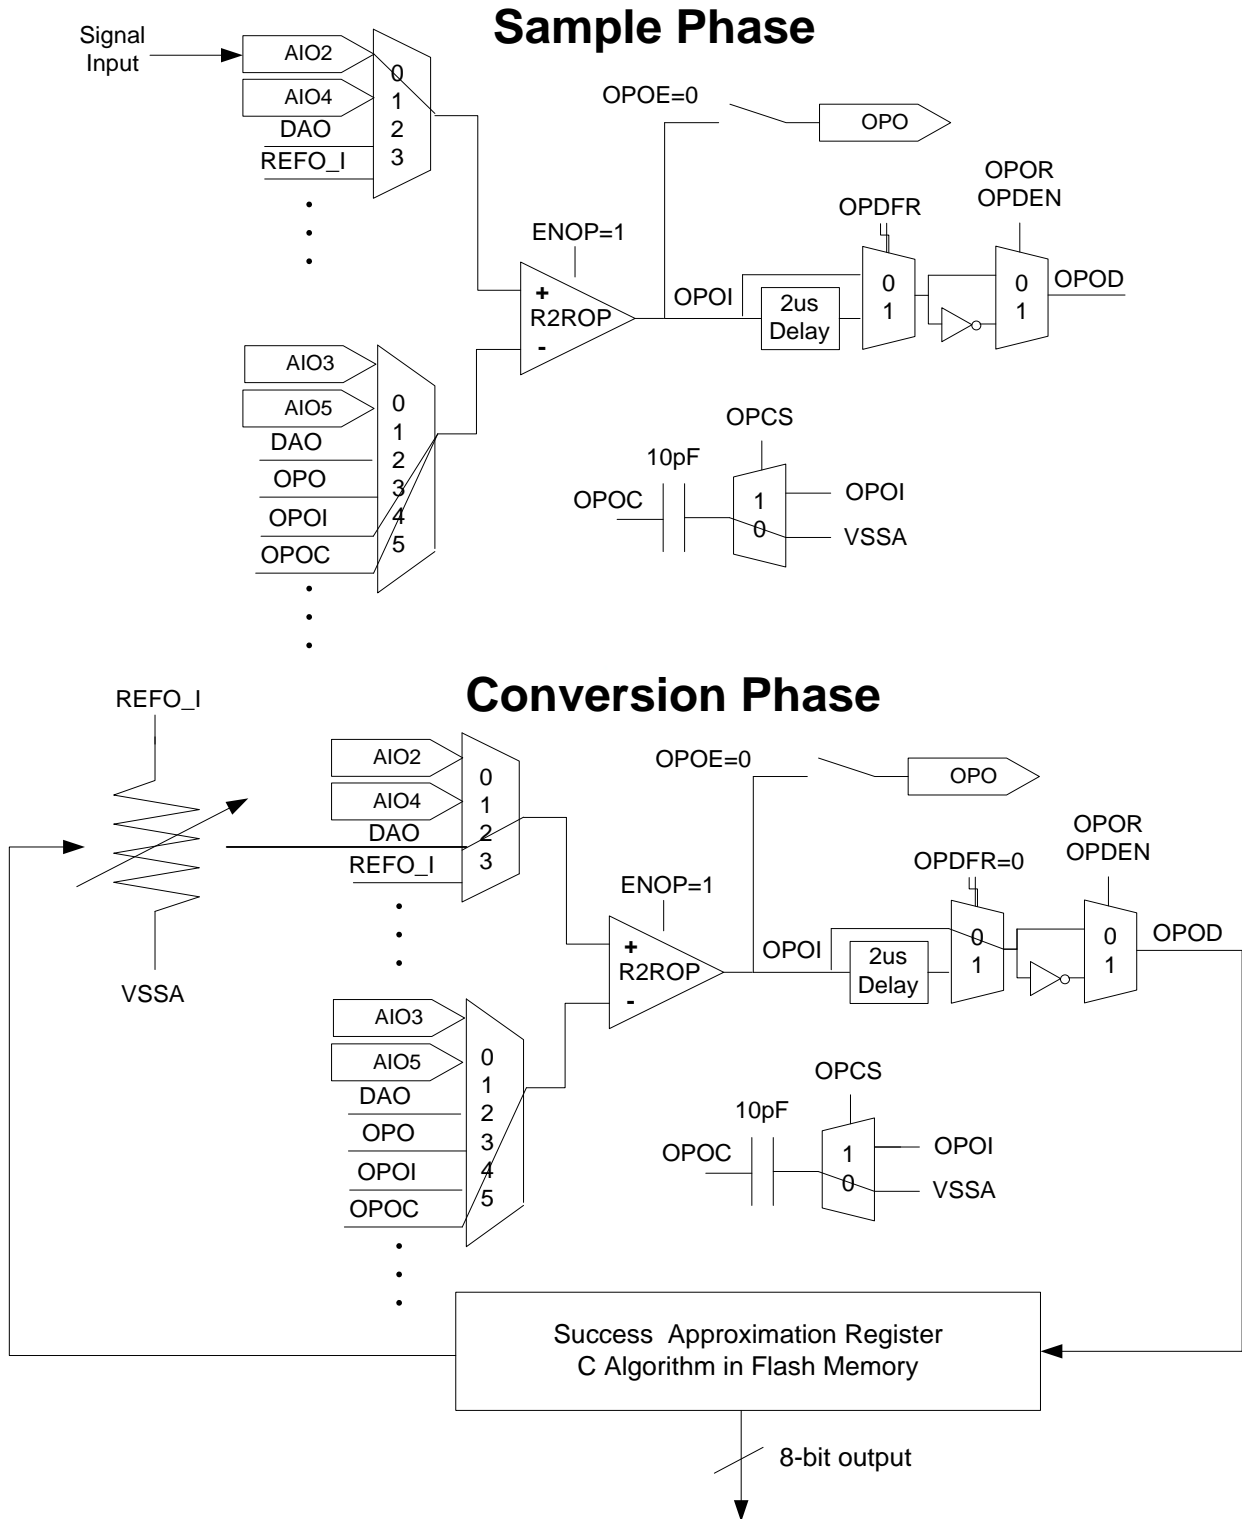 Sample Phase
Signal
Input
AIO2
AIO4
DAO
REFO_I
0
1
2
3
OPOE=0
OPO
ENOP=1
+
R2ROP
-
OPOI
2us
Delay
OPDFR
0
1
OPOR
OPDEN
0
1
OPOD
AIO3
AIO5
DAO
OPO
OPOI
OPOC
0
1
2
3
4
5
OPCS
10pF
OPOC
1
0
OPOI
VSSA
Conversion Phase
REFO_I
VSSA
AIO2
AIO4
DAO
REFO_I
0
1
2
3
OPOE=0
OPO
ENOP=1
+
R2ROP
-
OPOI
2us
Delay
OPDFR=0
0
1
OPOR
OPDEN
0
1
OPOD
AIO3
AIO5
DAO
OPO
OPOI
OPOC
0
1
2
3
4
5
OPCS
10pF
OPOC
1
0
OPOI
VSSA
Success Approximation Register
C Algorithm in Flash Memory
8-bit output